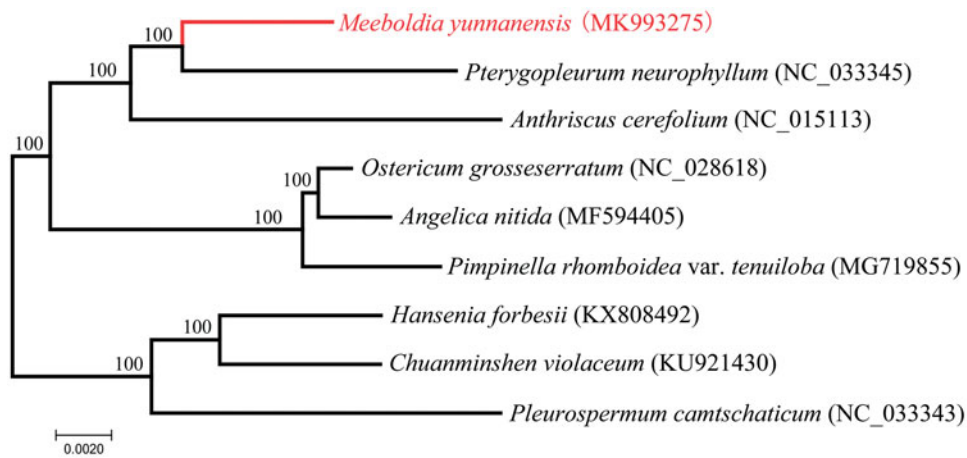 100
Meeboldia yunnanensis (MK993275)
100
Pterygopleurum neurophyllum (NC_033345)
100
Anthriscus cerefolium (NC_015113)
100
Ostericum grosseserratum (NC_028618)
100
Angelica nitida (MF594405)
Pimpinella rhomboidea var. tenuiloba (MG719855)
100
Hansenia forbesii (KX808492)
100
Chuanminshen violaceum (KU921430)
Pleurospermum camtschaticum (NC_033343)
0.0020